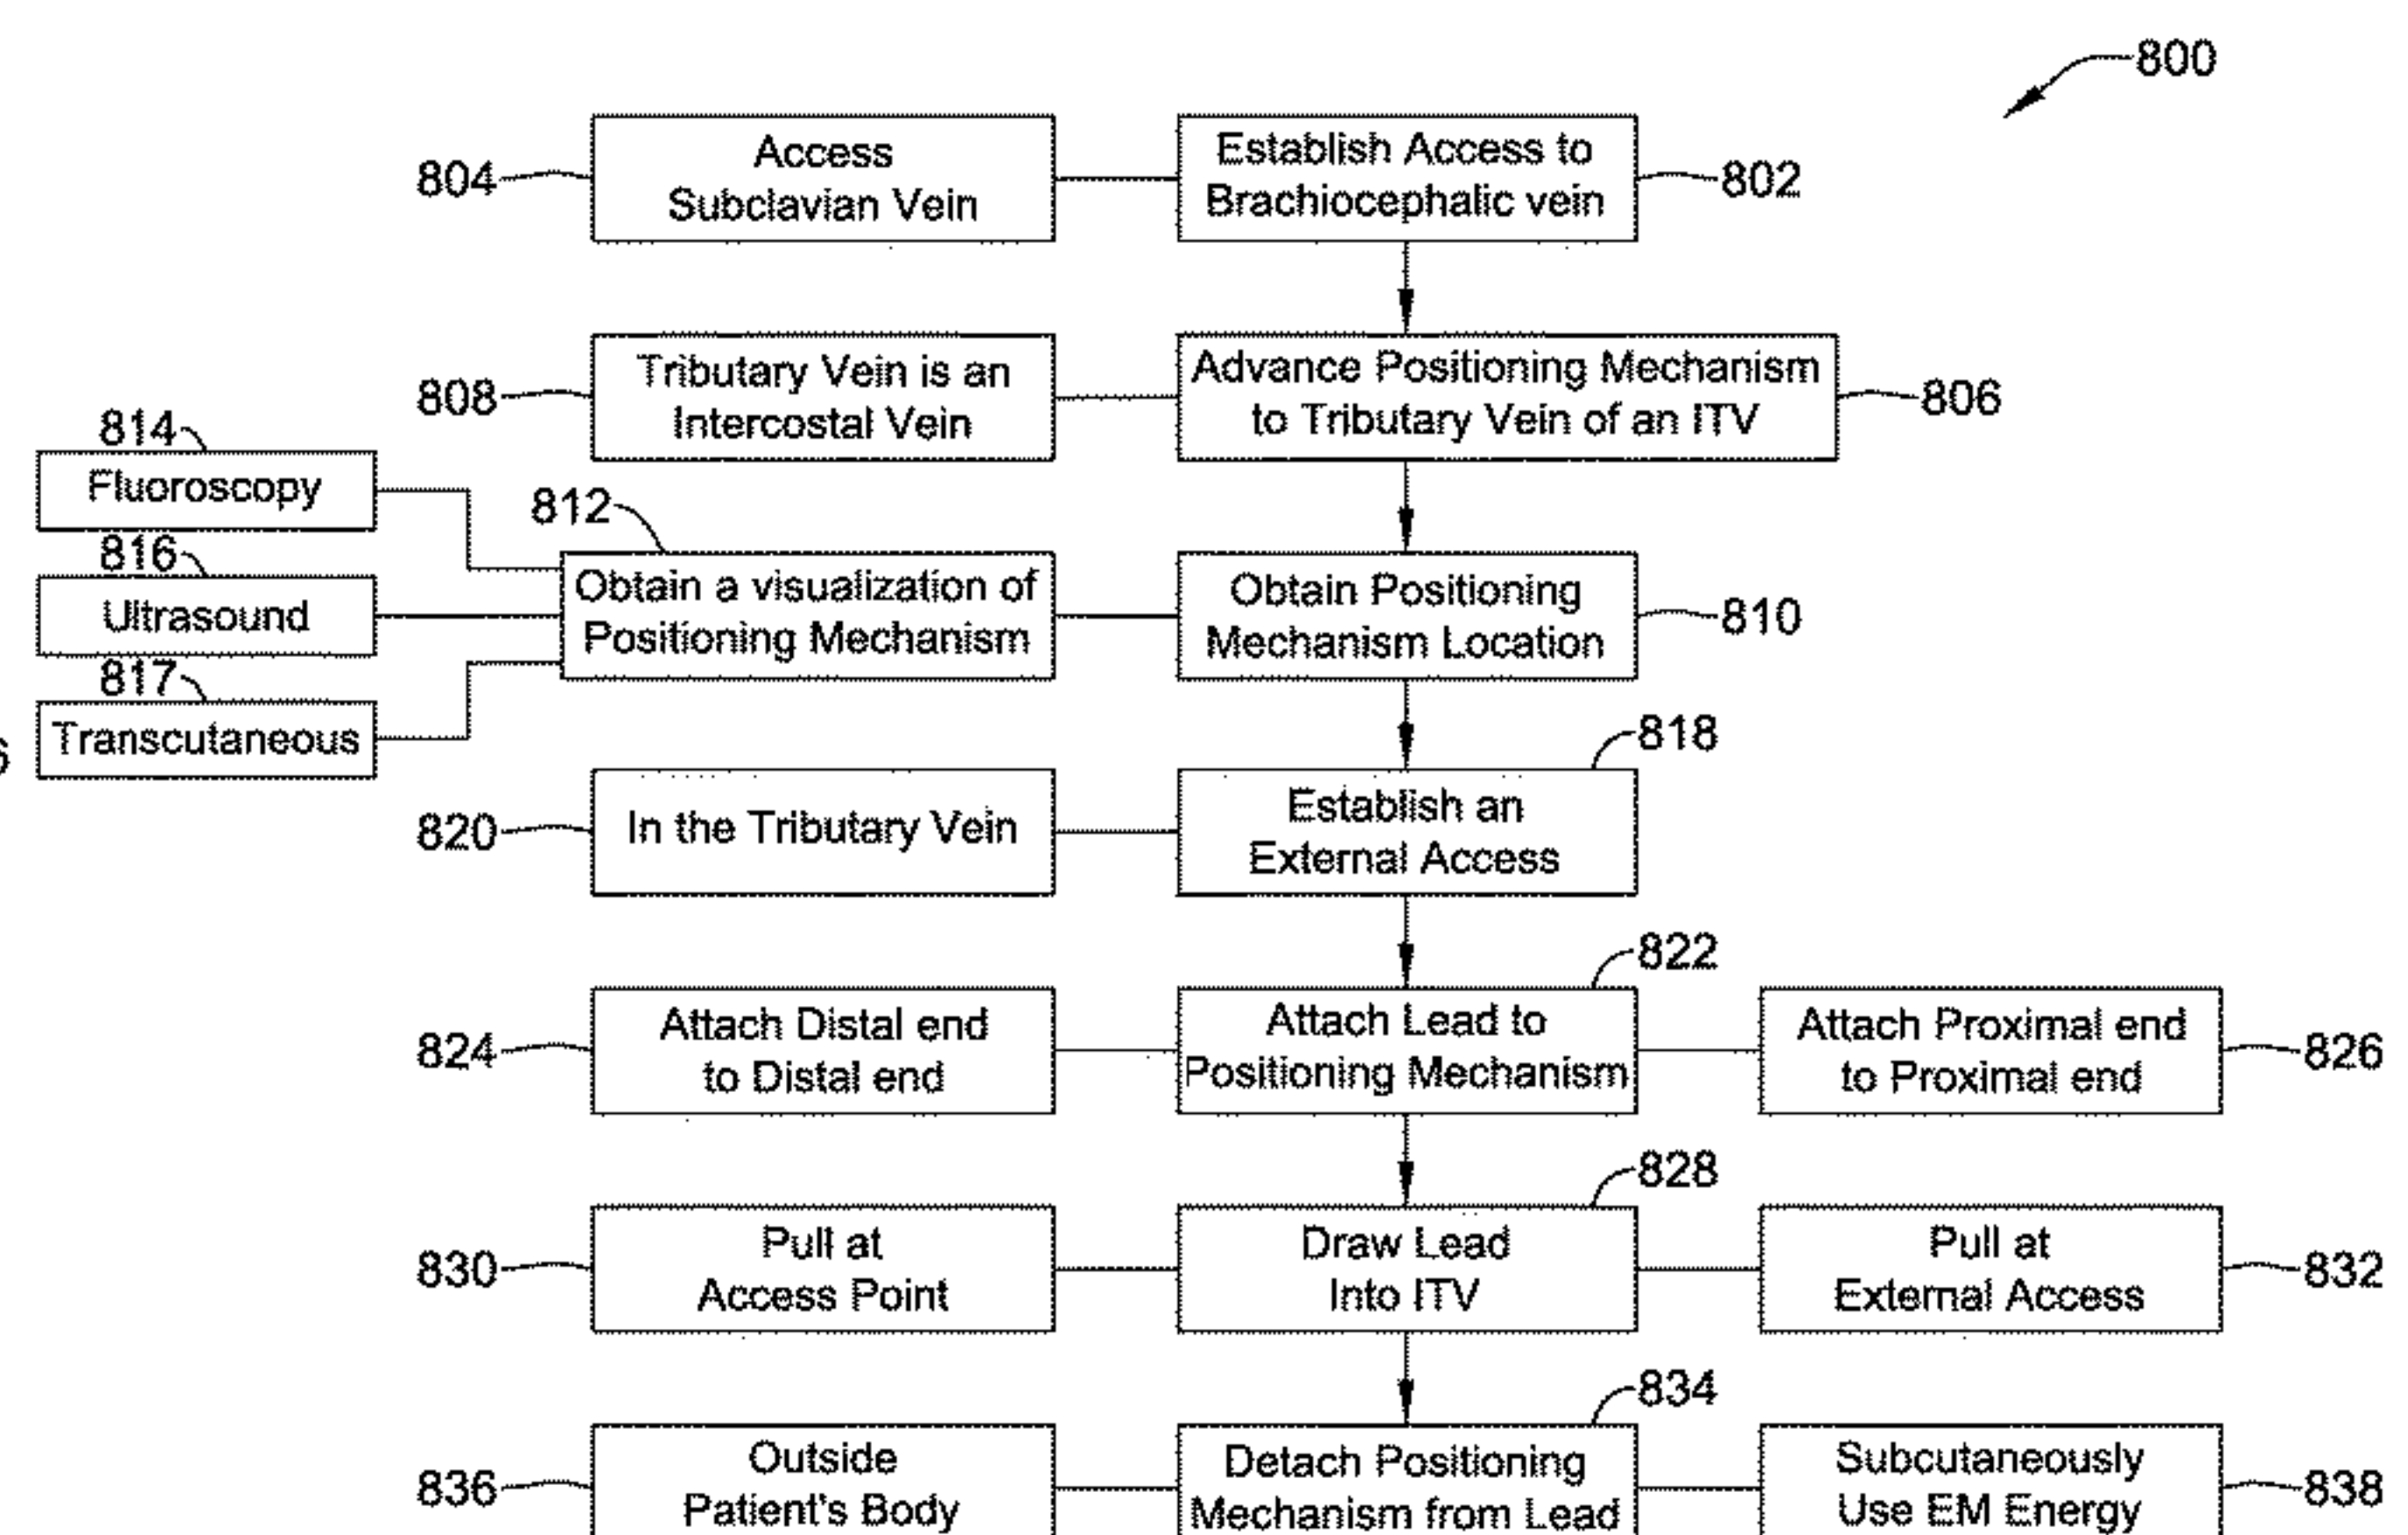 800
Access
Subclavian Vein
804
Establish Access to
Brachiocephalic vein
802
Tributary Vein is an
Intercostal Vein
808
Advance Positioning Mechanism
to Tributary Vein of an ITV
806
814
Fluoroscopy
816
Ultrasound
817
Transcutaneous
6
812
Obtain a visualization of
Positioning Mechanism
Obtain Positioning
Mechanism Location
810
820
In the Tributary Vein
818
Establish an
External Access
824
Attach Distal end
to Distal end
822
Attach Lead to
Positioning Mechanism
Attach Proximal end
to Proximal end
826
830
Pull at
Access Point
828
Draw Lead
Into ITV
Pull at
External Access
832
836
Outside
Patient's Body
834
Detach Positioning
Mechanism from Lead
Subcutaneously
Use EM Energy
838